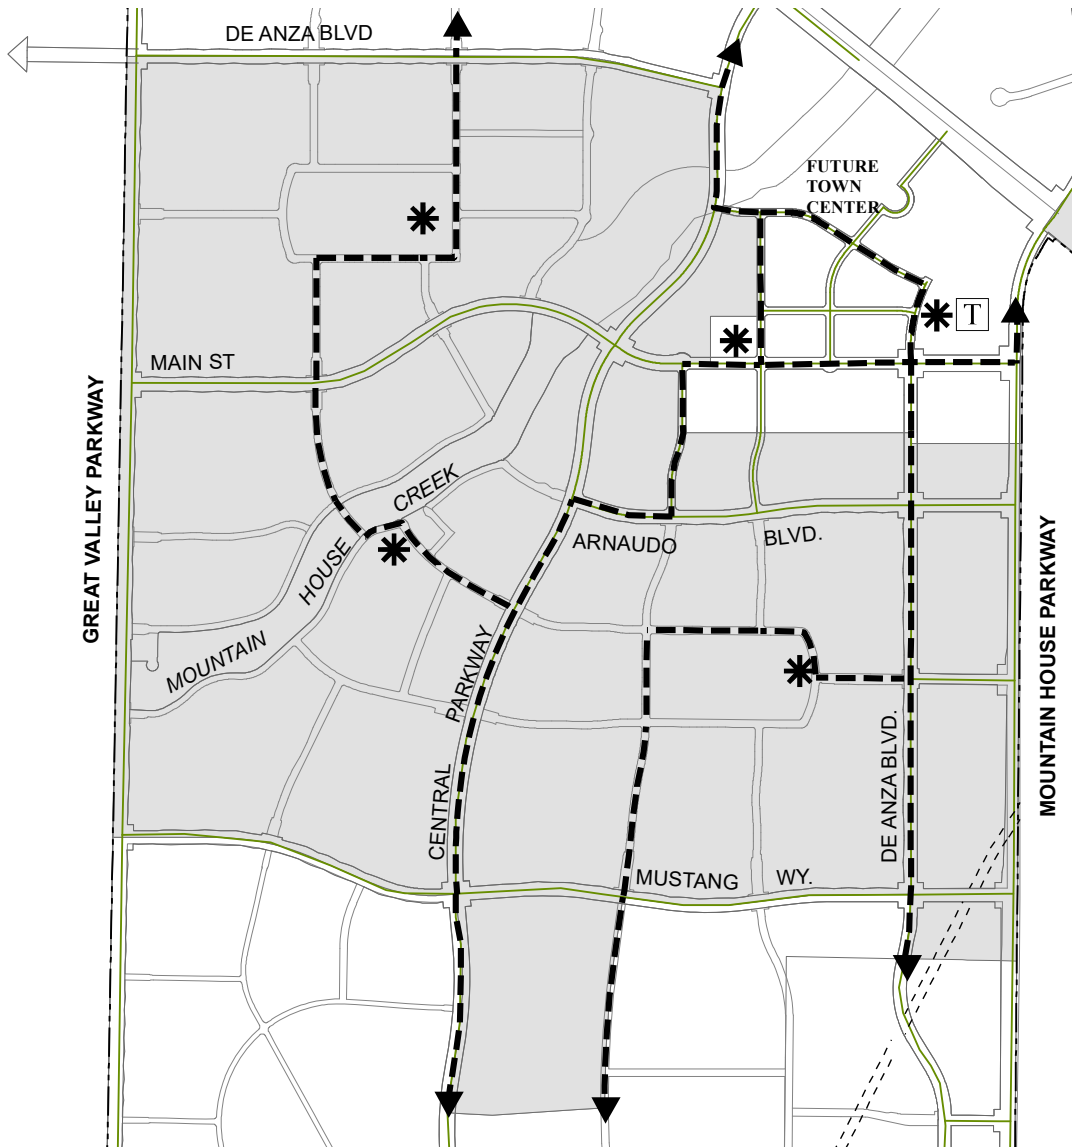 DE ANZA BLVD
FUTURE
TOWN
CENTER
T
MAIN ST
GREAT VALLEY PARKWAY
CREEK
HOUSE
MOUNTAIN
ARNAUDO BLVD.
MOUNTAIN HOUSE PARKWAY
PARKWAY
CENTRAL
DE ANZA BLVD.
MUSTANG WY.